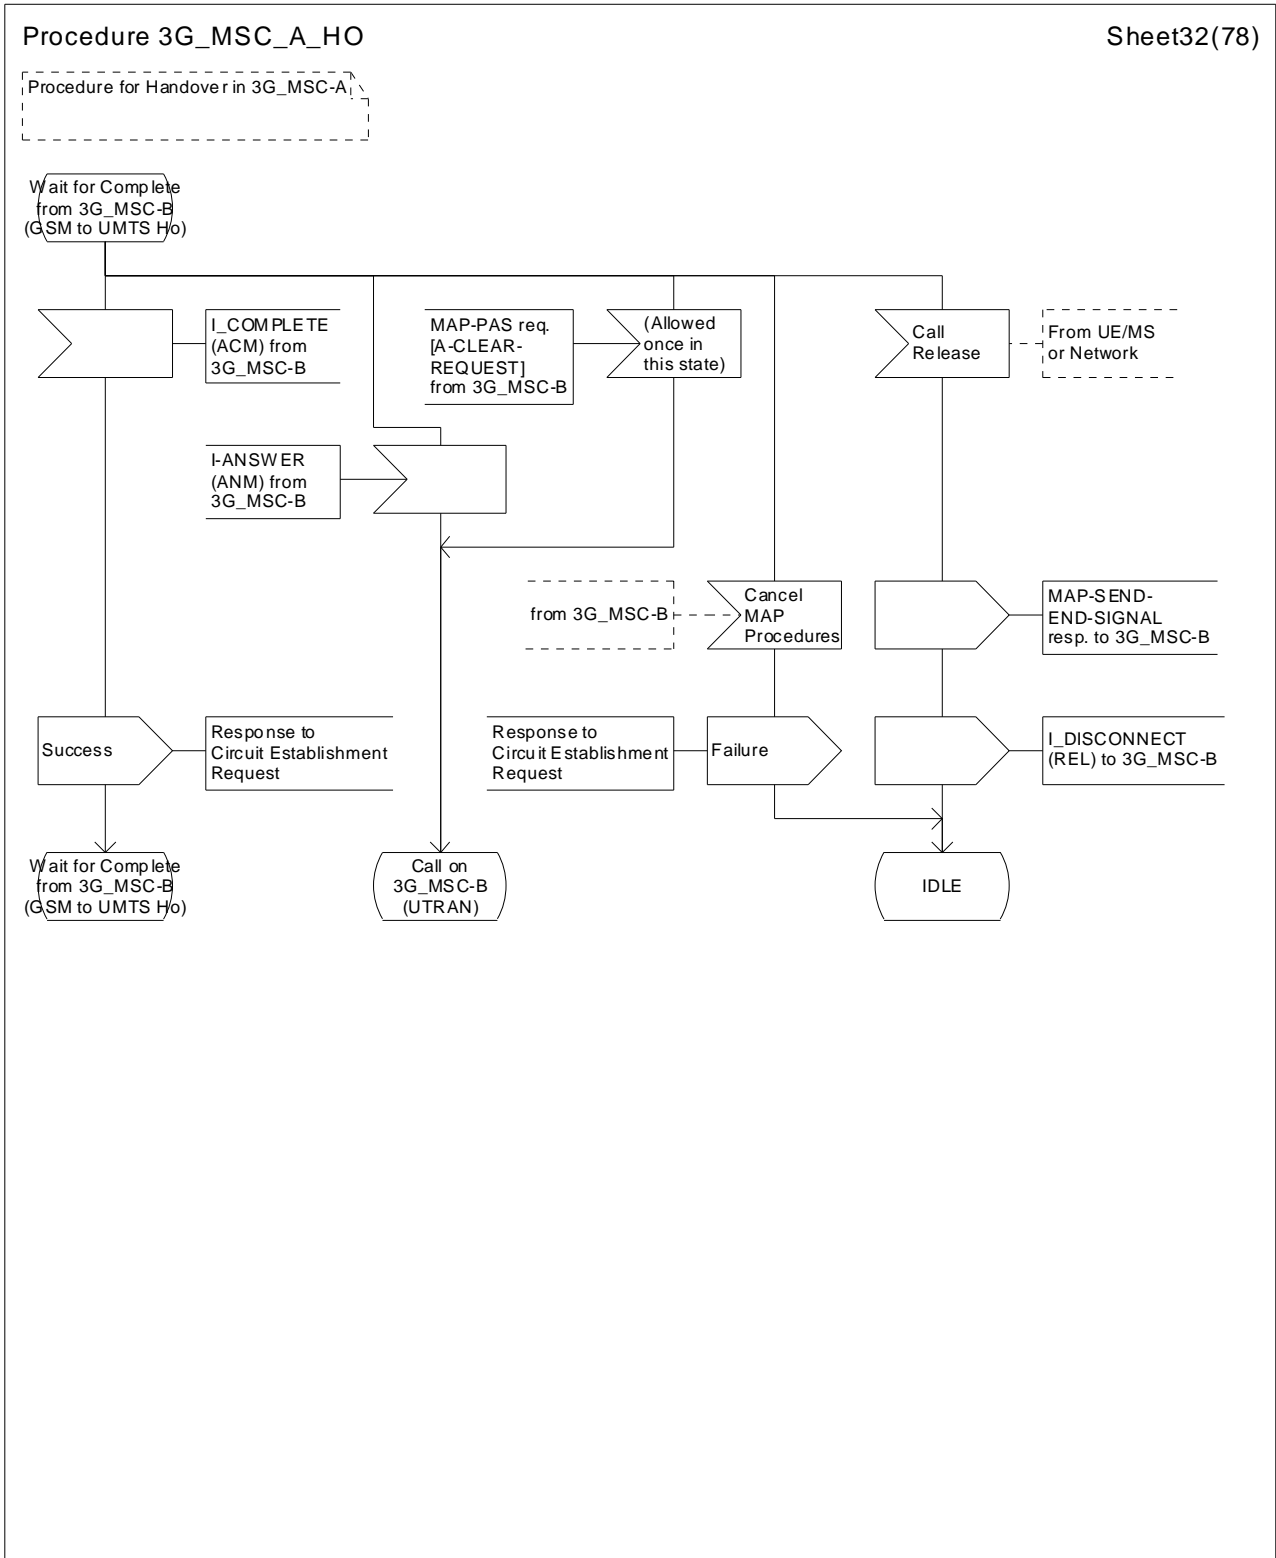 Procedure 3G_MSC_A_HO
Sheet32(78)
Procedure for Handover in 3G_MSC-A
Wait for Complete
from 3G_MSC-B
(GSM to UMTS Ho)
I_COMPLETE
(ACM) from
3G_MSC-B
MAP-PAS req.
[A-CLEAR-
REQUEST]
from 3G_MSC-B
(Allowed
once in
this state)
Call
Release
From UE/MS
or Network
I-ANSWER
(ANM) from
3G_MSC-B
from 3G_MSC-B
Cancel
MAP
Procedures
MAP-SEND-
END-SIGNAL
resp. to 3G_MSC-B
Success
Response to
Circuit Establishment
Request
Response to
Circuit Establishment
Request
Failure
I_DISCONNECT
(REL) to 3G_MSC-B
Wait for Complete
from 3G_MSC-B
(GSM to UMTS Ho)
Call on
3G_MSC-B
(UTRAN)
IDLE